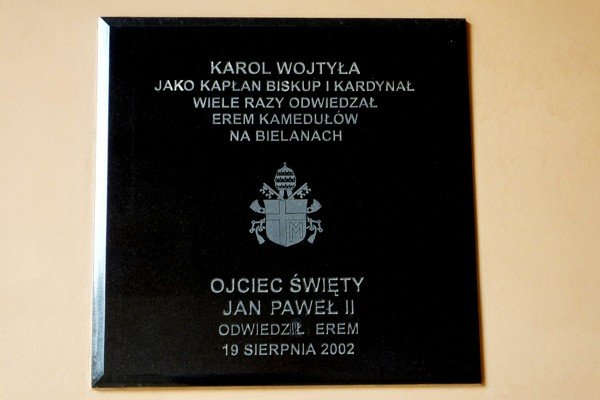 KAROL WOJTYŁA
JAKO KAPŁAN BISKUP I KARDYNAŁ
WIELE RAZY ODWIEDZAŁ
EREM KAMEDUŁÓW
NA BIELANACH
M
OJCIEC ŚWIĘTY
JAN PAWEŁ II
ODWIEDZIŁ EREM
19 SIERPNIA 2002